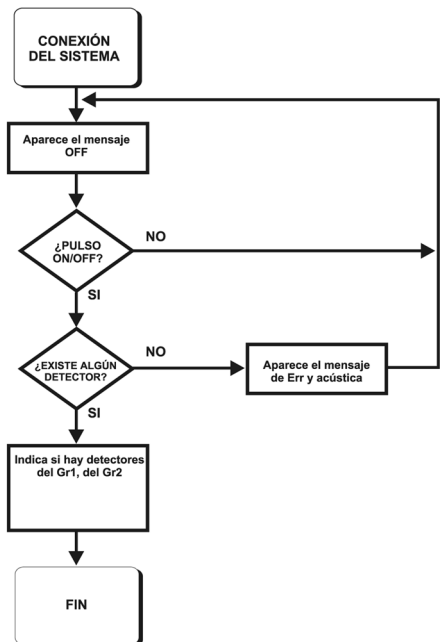 CONEXIÓN
DEL SISTEMA
Aparece el mensaje
OFF
¿PULSO
ON/OFF?
NO
SI
¿EXISTE ALGÚN
DETECTOR?
NO
Aparece el mensaje
de Err y acústica
SI
Indica si hay detectores
del Gr1, del Gr2
FIN